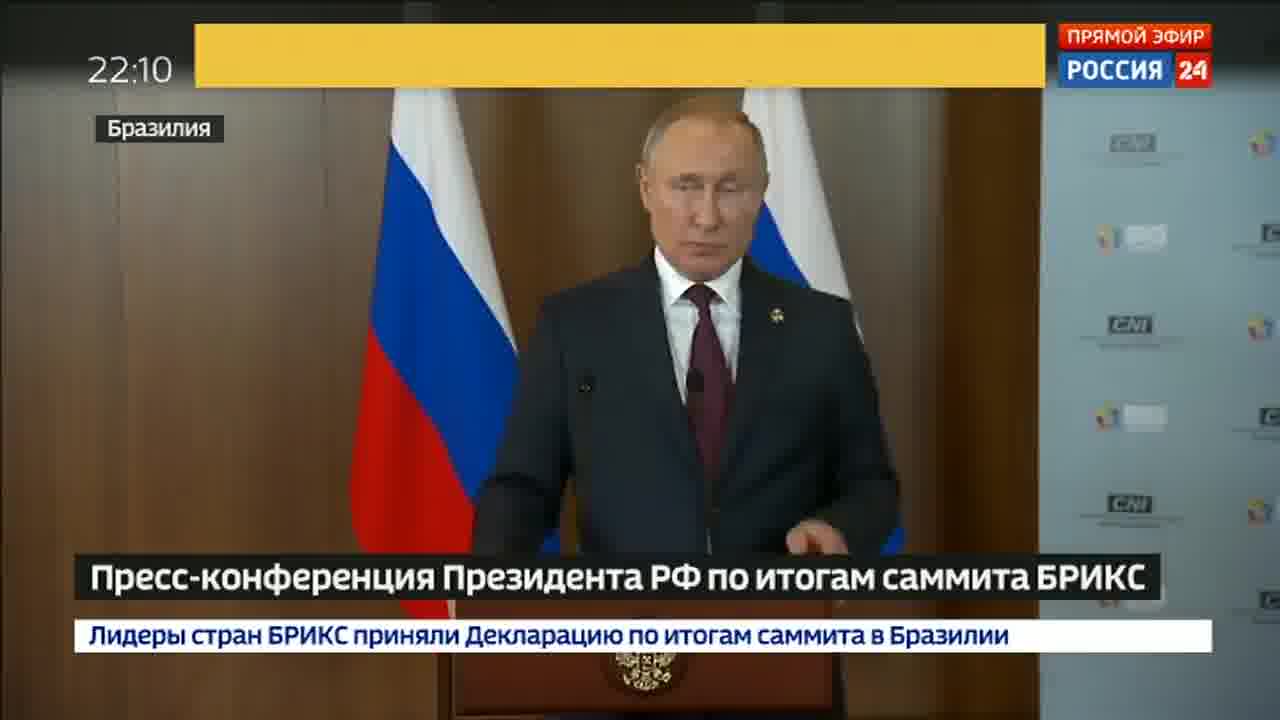 22:10
ПРЯМОЙ ЭФИР
РОССИЯ 24
Бразилия
CNI
CNI
CNI
Пресс-конференция Президента РФ по итогам саммита БРИКС
Лидеры стран БРИКС приняли Декларацию по итогам саммита в Бразилии